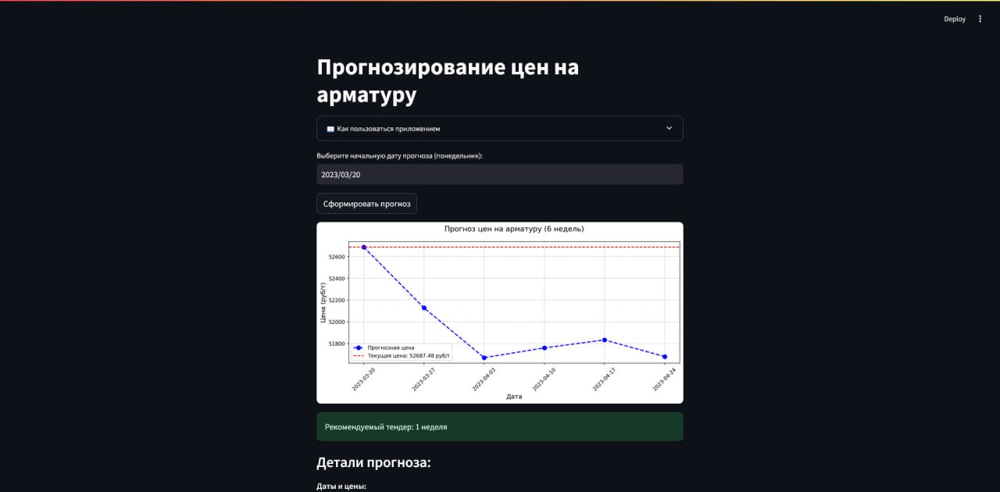 Deploy
Прогнозирование цен на
арматуру
Как пользоваться приложением
Выберите начальную дату прогноза (понедельник):
2023/03/20
Сформировать прогноз
Прогноз цен на арматуру (6 недель)
Цена (руб/т)
52600
52400
52200
52000
51800
Прогнозная цена
Текущая цена: 52687.48 руб/т
2023-03-20
2023-03-27
2023-04-03
2023-04-10
2023-04-17
2023-04-24
Дата
Рекомендуемый тендер: 1 неделя
Детали прогноза:
Даты и цены: